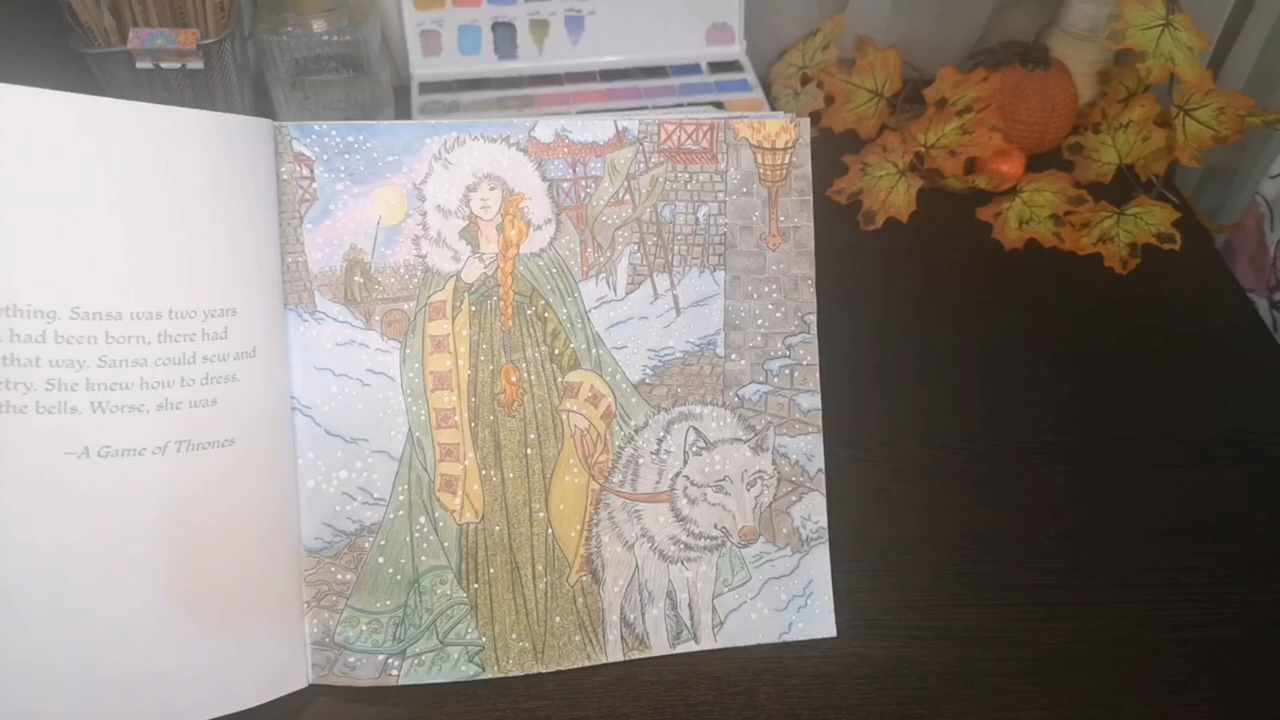 ything. Sansa was two years
had been born, there had
that way. Sansa could sew and
etry. She knew how to dress.
the bells. Worse, she was
—A Game of Thrones